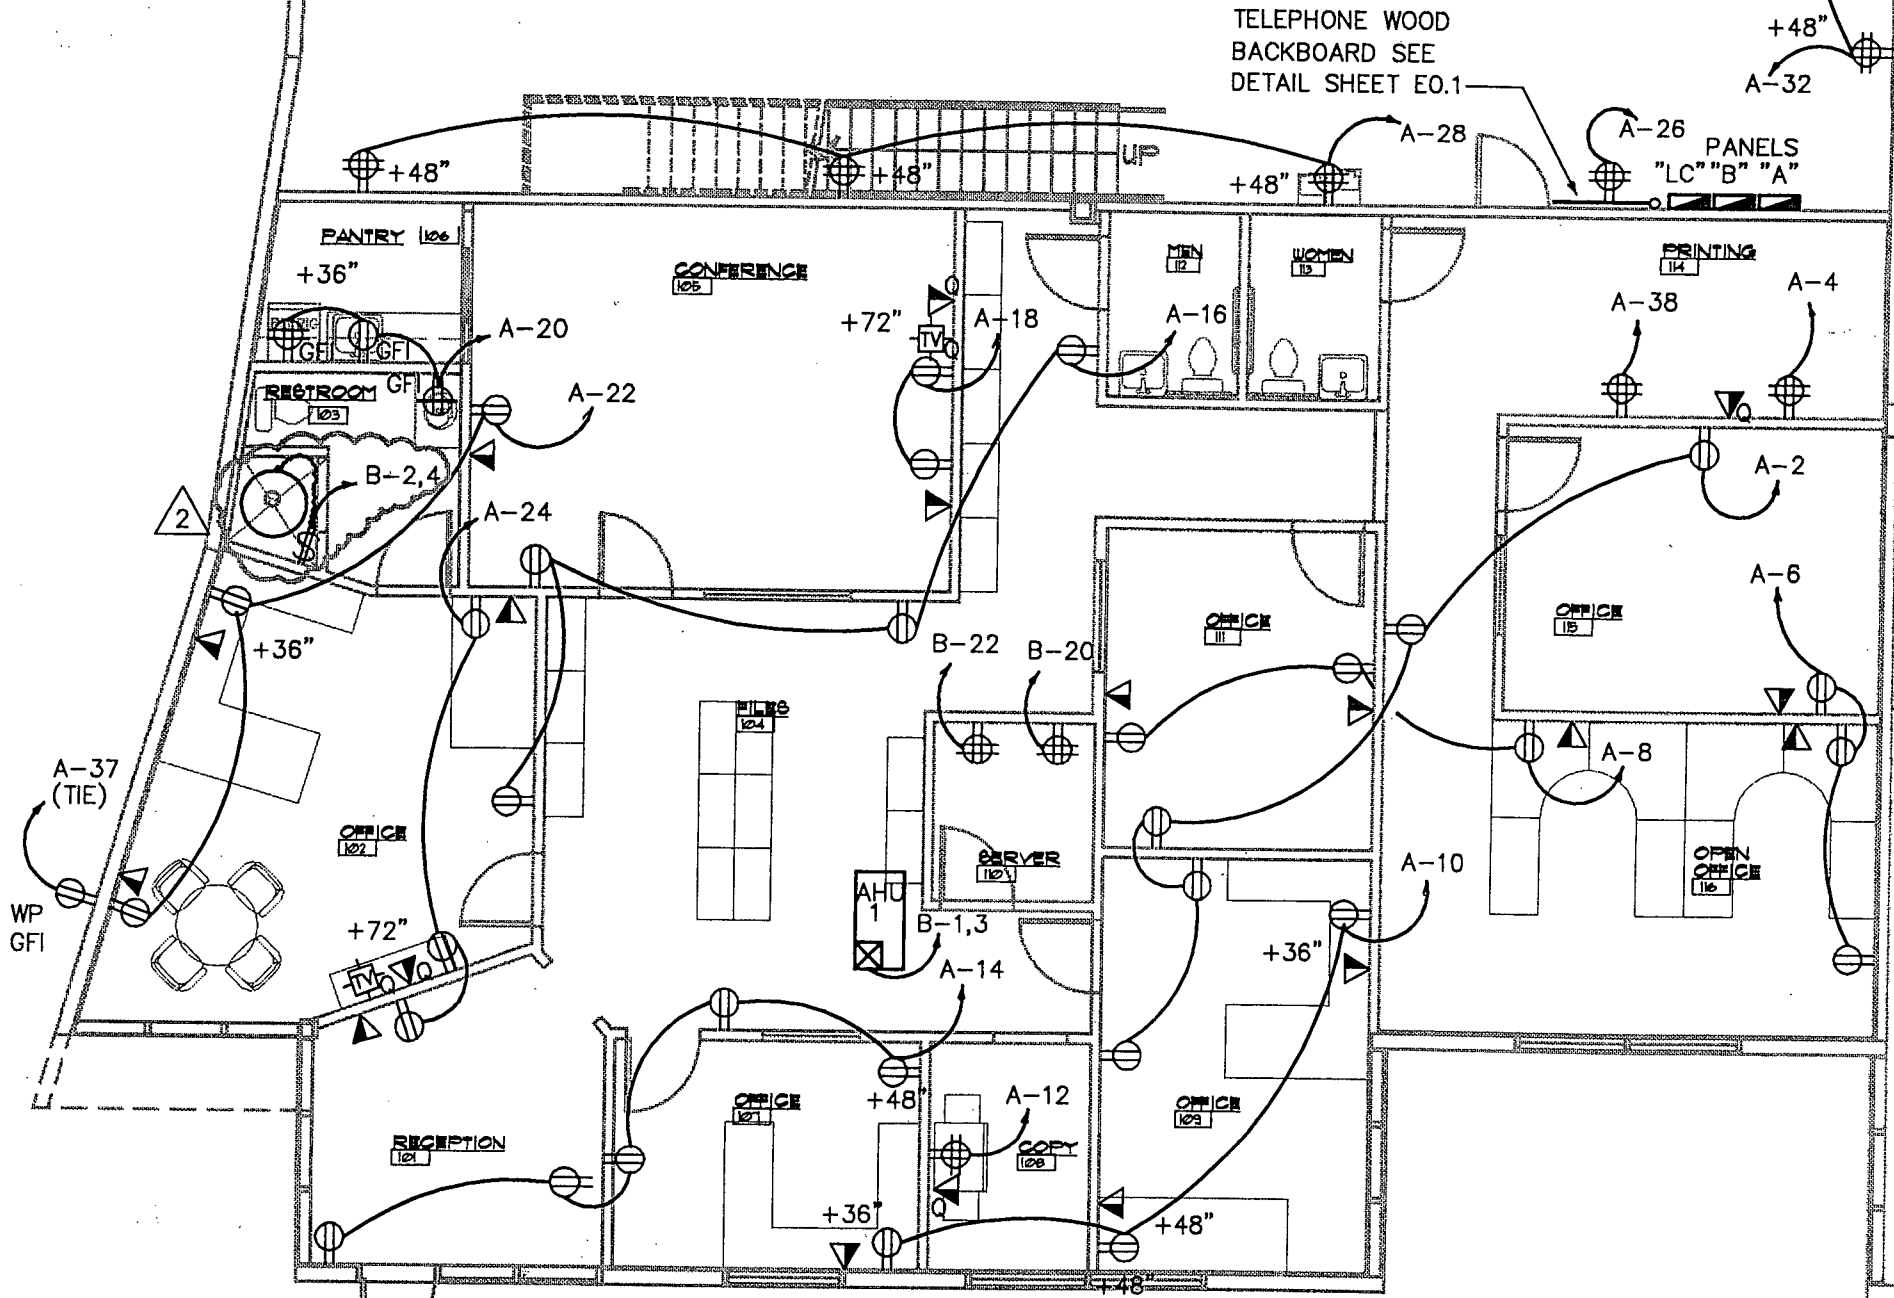 TELEPHONE WOOD
BACKBOARD SEE
DETAIL SHEET E0.1
+48"
A-32
A-28
A-26
PANELS
"LC" "B" "A"
UP
+48"
+48"
+48"
PANTRY 106
+36"
CONFERENCE
105
MEN
112
WOMEN
113
PRINTING
114
A-38
A-4
+72"
TV
Q
Q
A-18
A-16
A-20
GFI
GFI
GFI
RESTROOM
103
A-22
Q
A-2
B-2,4
2
A-24
A-6
OFFICE
111
OFFICE
115
+36"
B-22
B-20
FILES
104
A-37
(TIE)
A-8
OFFICE
102
SERVER
110
OPEN
OFFICE
116
A-10
AHU
1
WP
GFI
B-1,3
+72"
TV
Q
Q
+36"
A-14
+48"
A-12
OFFICE
107
OFFICE
109
RECEPTION
101
COPY
108
Q
+36"
+48"
+48"